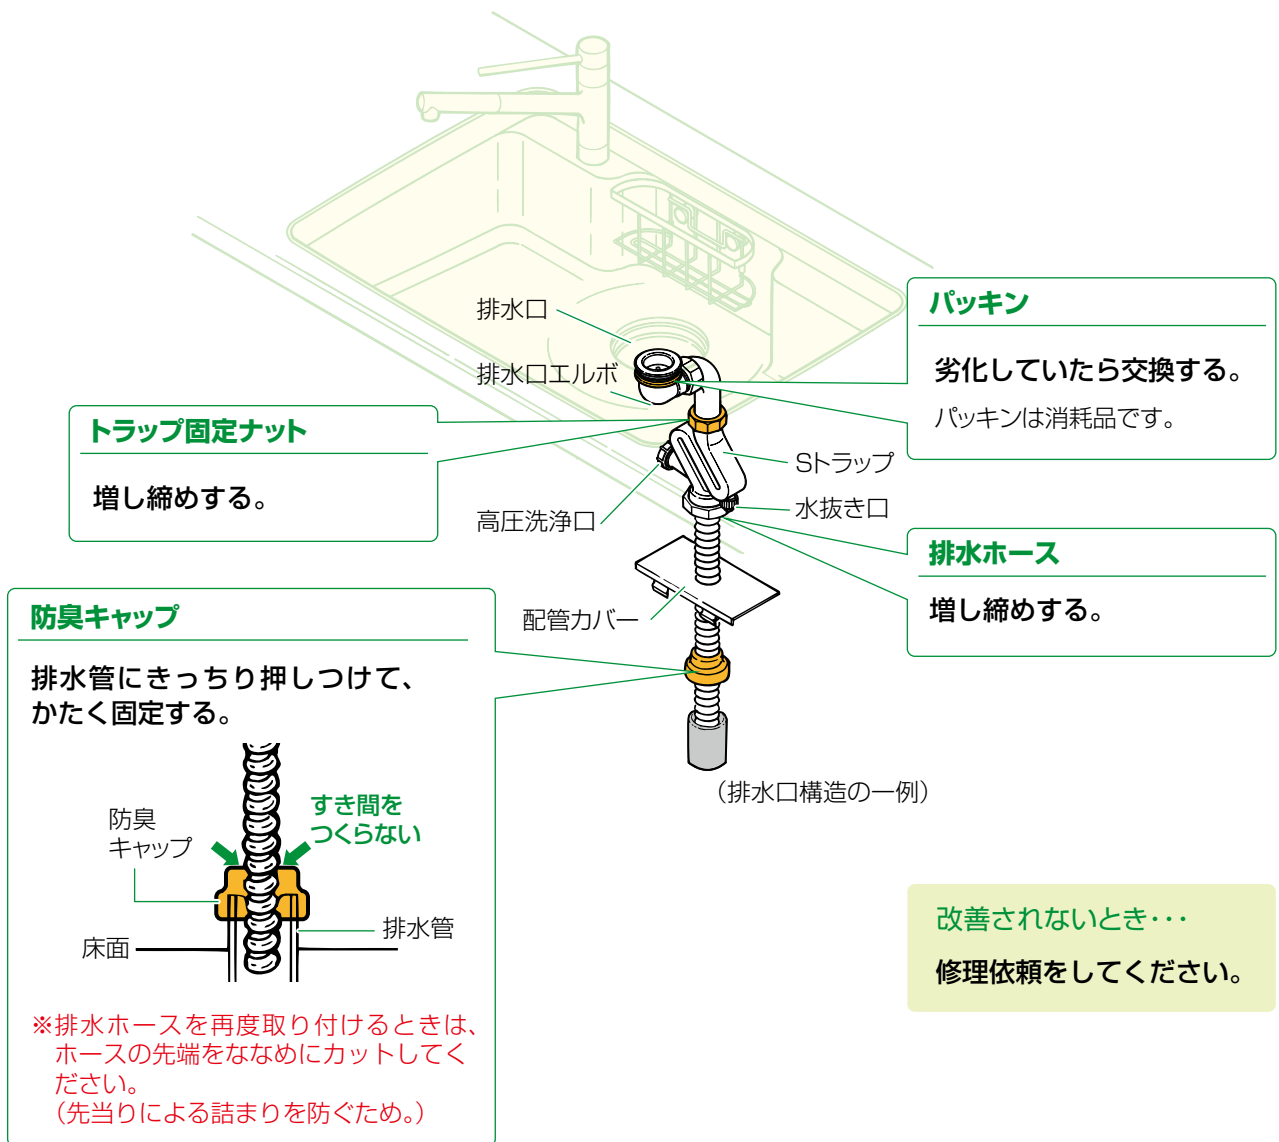 排水口
排水口エルボ
パッキン
劣化していたら交換する。
パッキンは消耗品です。
トラップ固定ナット
増し締めする。
Sトラップ
高圧洗浄口
水抜き口
排水ホース
増し締めする。
配管カバー
防臭キャップ
排水管にきっちり押しつけて、
かたく固定する。
すき間を
つくらない
防臭
キャップ
排水管
床面
※排水ホースを再度取り付けるときは、
ホースの先端をななめにカットしてく
ださい。
（先当りによる詰まりを防ぐため。）
（排水口構造の一例）
改善されないとき･･･
修理依頼をしてください。